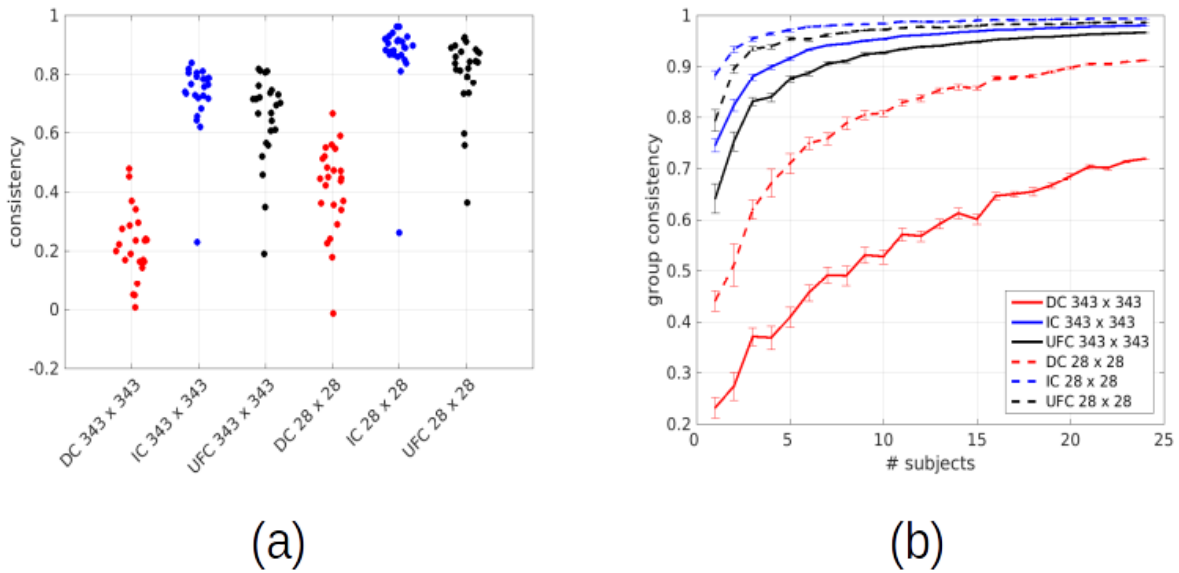 1
0.8
0.6
0.4
0.2
0
-0.2
consistency
DC 343 x 343
IC 343 x 343
UFC 343 x 343
DC 28 x 28
IC 28 x 28
UFC 28 x 28
(a)
1
0.9
0.8
0.7
0.6
0.5
0.4
0.3
0.2
group consistency
DC 343 x 343
IC 343 x 343
UFC 343 x 343
DC 28 x 28
IC 28 x 28
UFC 28 x 28
0 5 10 15 20 25
# subjects
(b)